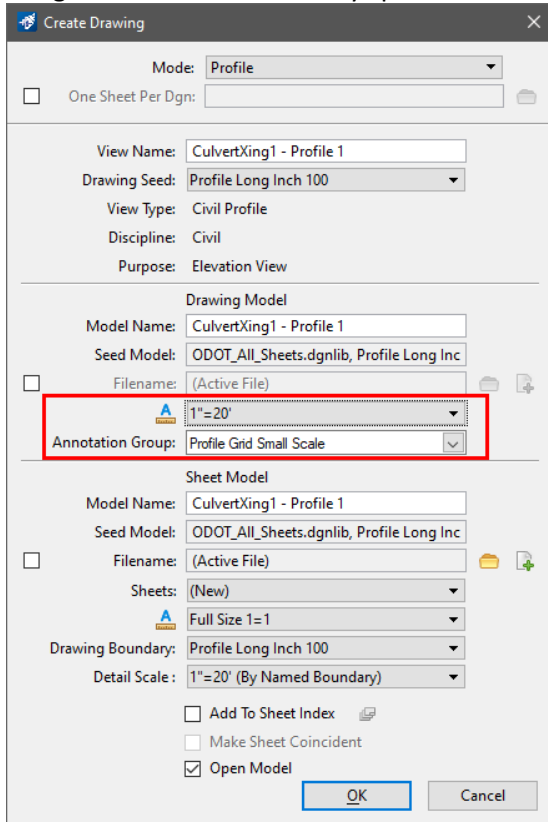 Create Drawing
Mode: Profile
One Sheet Per Dgn:
View Name: CulvertXing1 - Profile 1
Drawing Seed: Profile Long Inch 100
View Type: Civil Profile
Discipline: Civil
Purpose: Elevation View
Drawing Model
Model Name: CulvertXing1 - Profile 1
Seed Model: ODOT_All_Sheets.dgnlib, Profile Long Inc
Filename: (Active File)
A 1"=20'
Annotation Group: Profile Grid Small Scale
Sheet Model
Model Name: CulvertXing1 - Profile 1
Seed Model: ODOT_All_Sheets.dgnlib, Profile Long Inc
Filename: (Active File)
Sheets: (New)
A Full Size 1=1
Drawing Boundary: Profile Long Inch 100
Detail Scale : 1"=20' (By Named Boundary)
Add To Sheet Index
Make Sheet Coincident
Open Model
OK Cancel